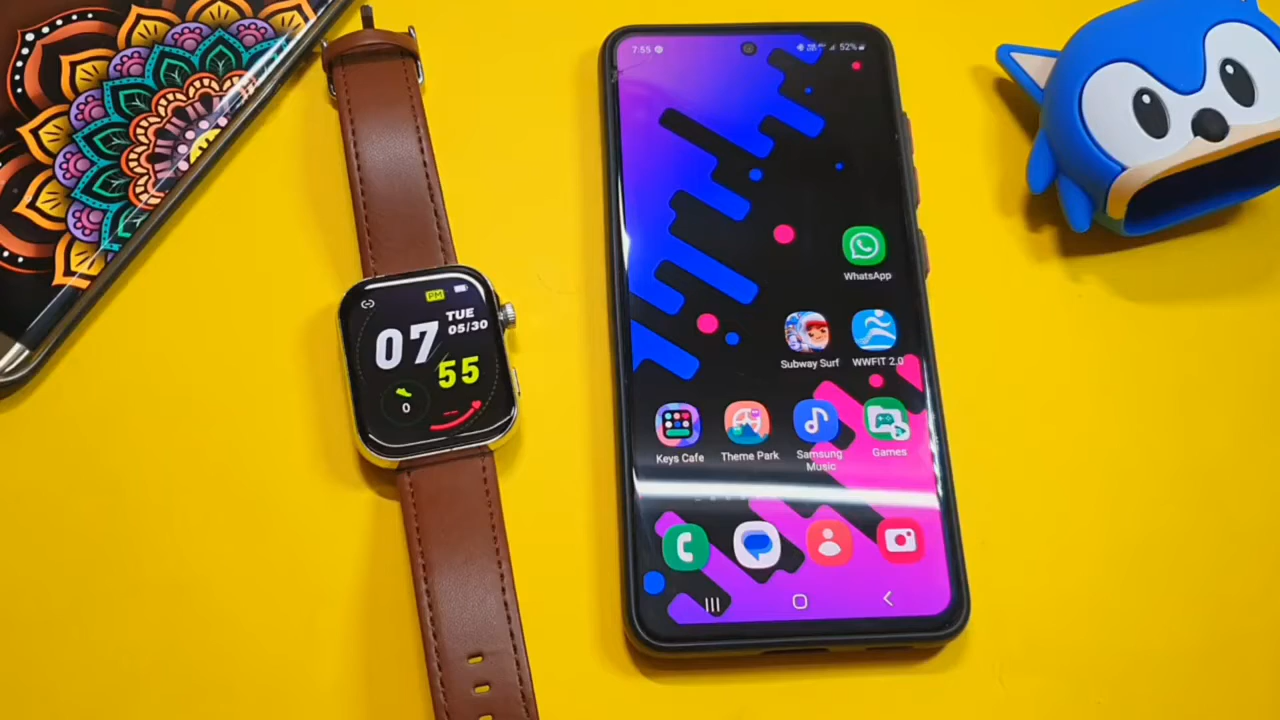 PM
07
TUE
05/30
55
0
7:55
52%
WhatsApp
Subway Surf
WWFIT 2.0
Keys Cafe
Theme Park
Samsung
Music
Games